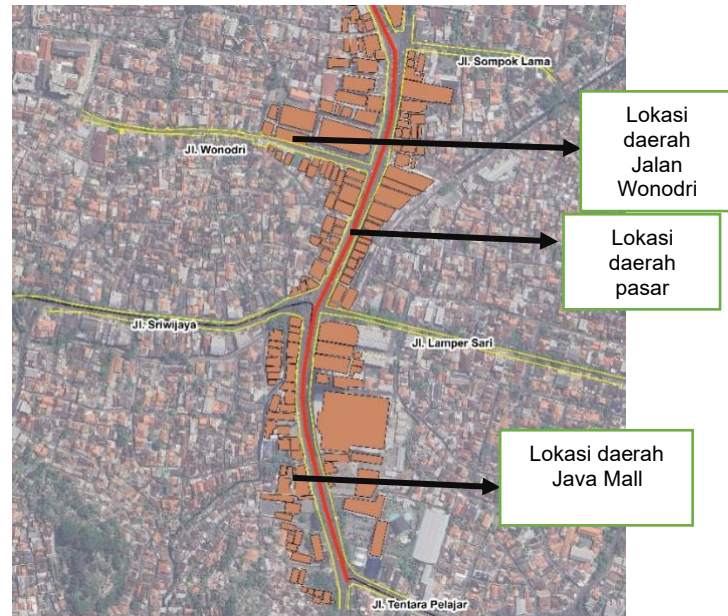 Jl. Sompok Lama
Lokasi
daerah
Jalan
Wonodri
Jl. Wonodri
Lokasi
daerah
pasar
Jl. Sriwijaya
Jl. Lamper Sari
Lokasi daerah
Java Mall
Jl. Tentara Pelajar